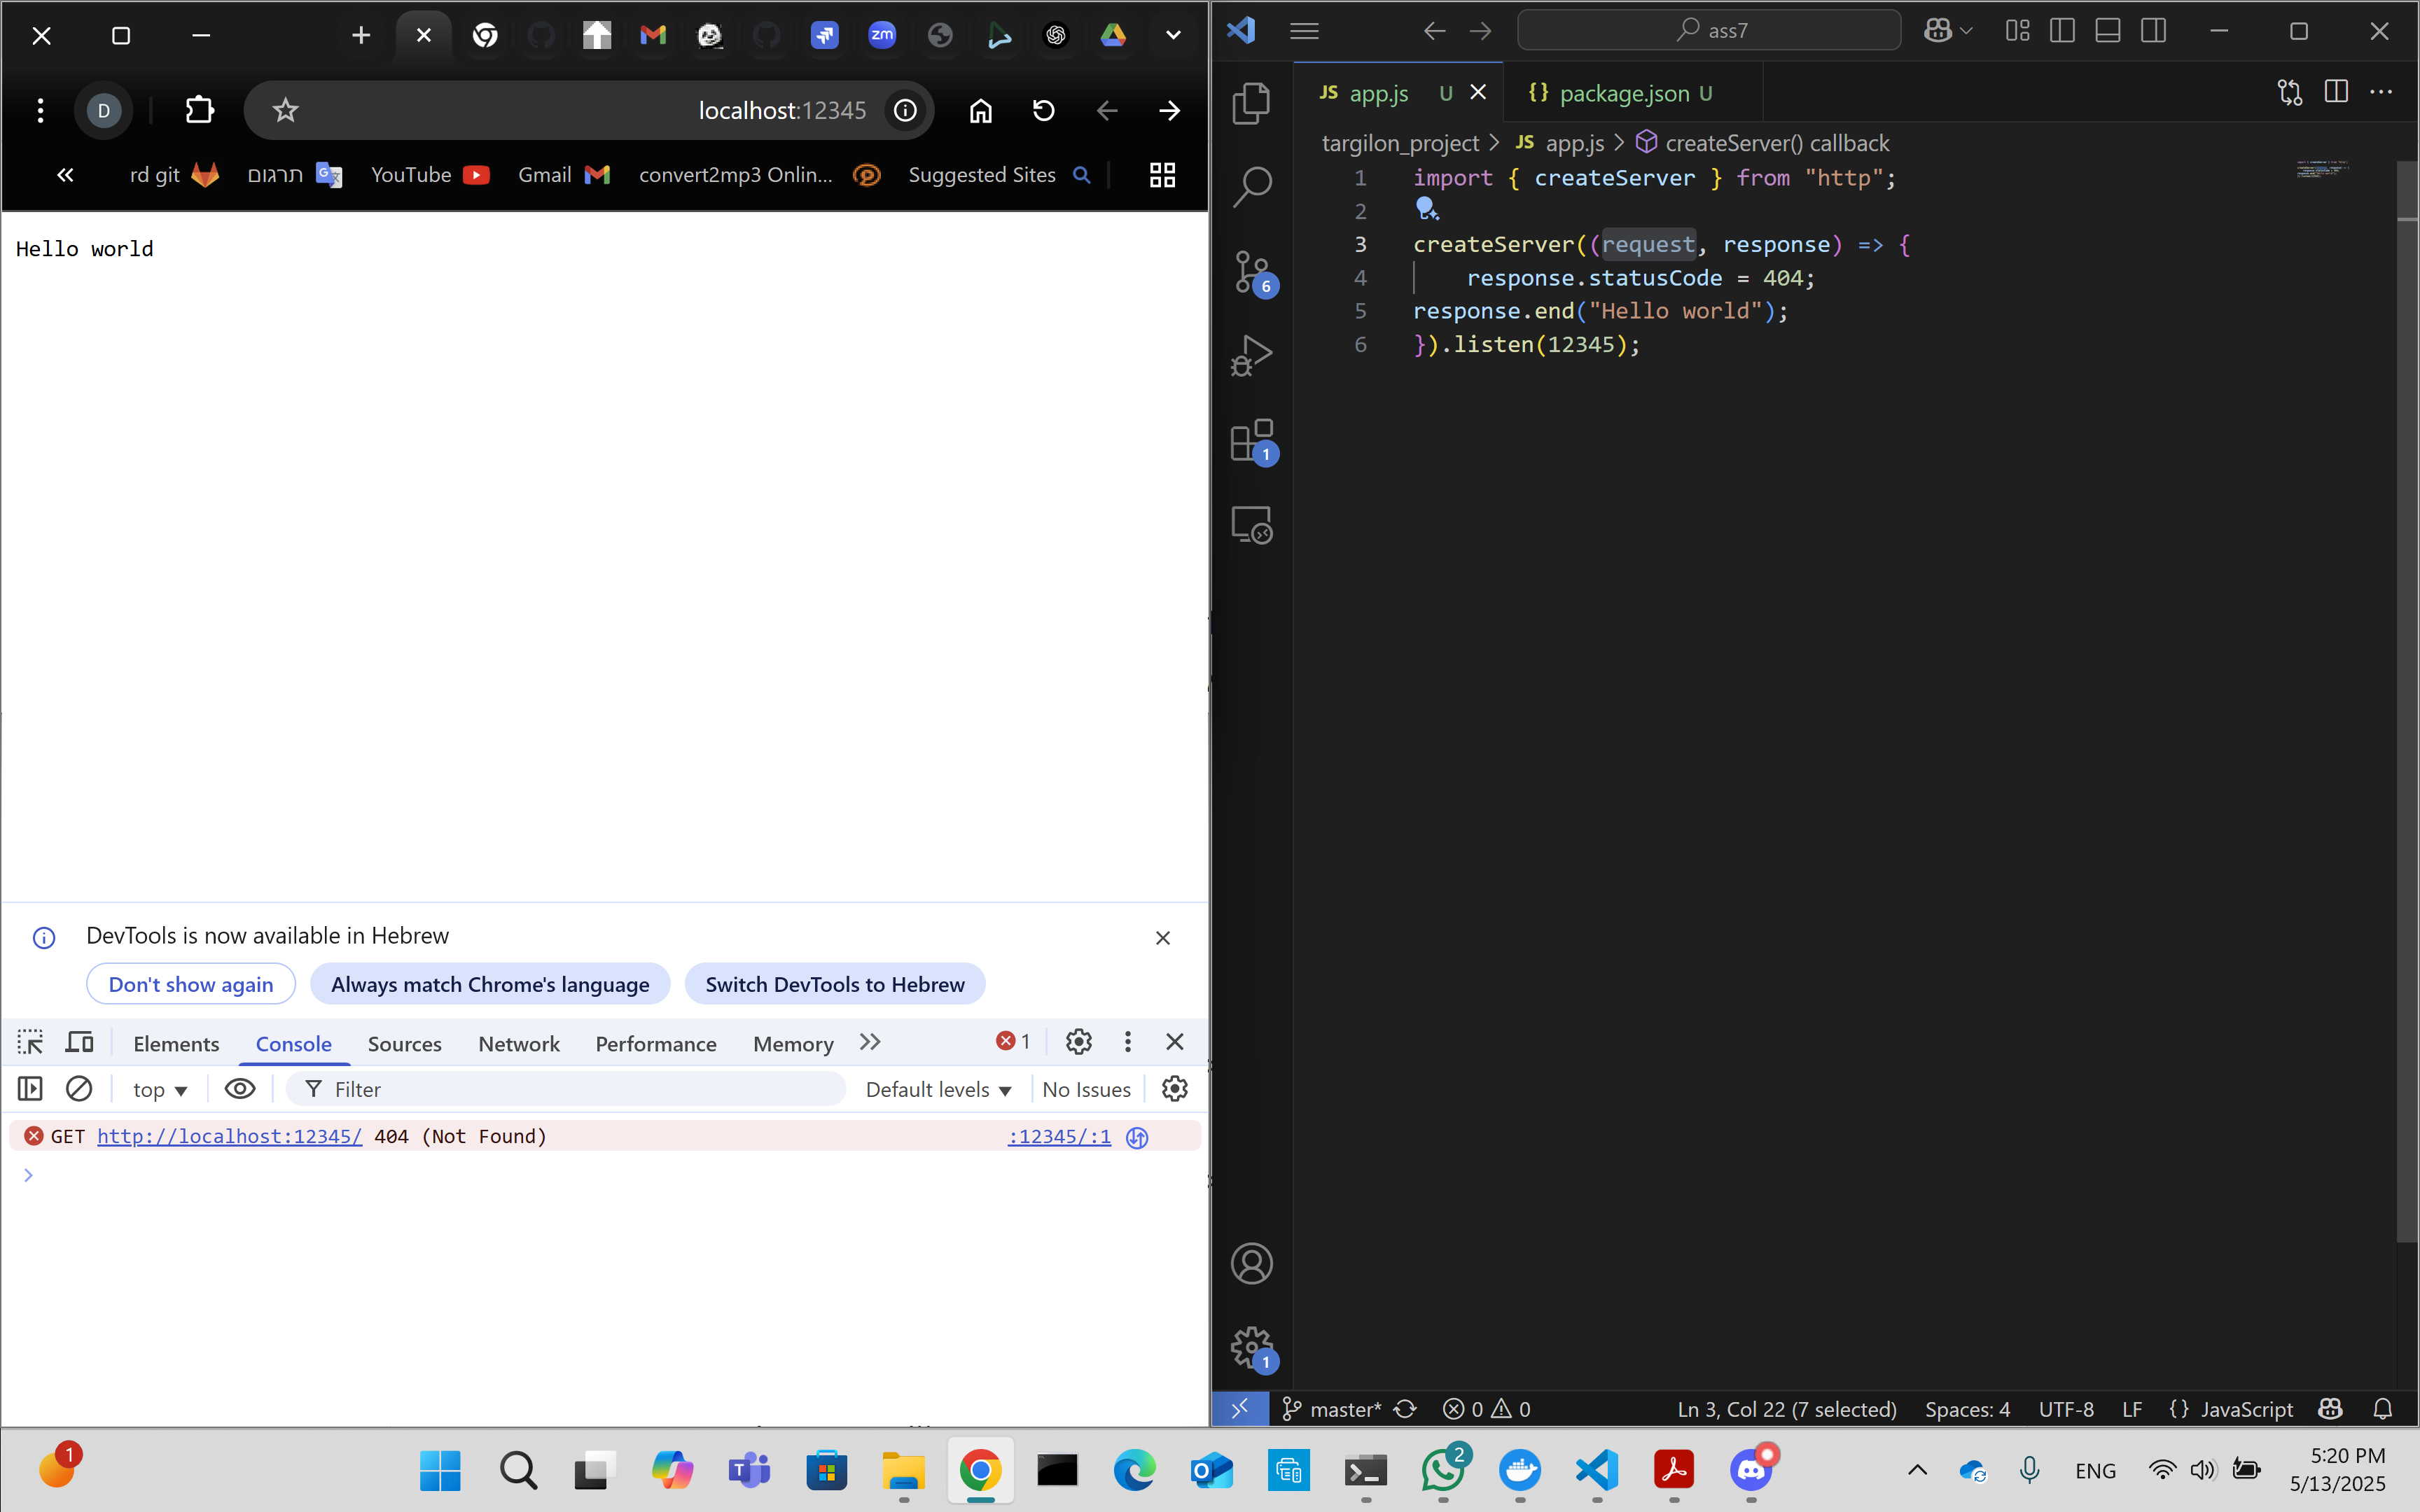 D
localhost:12345
rd git
תרגום
YouTube
Gmail
convert2mp3 Onlin...
Suggested Sites
zm
Hello world
DevTools is now available in Hebrew
Don't show again
Always match Chrome's language
Switch DevTools to Hebrew
Elements
Console
Sources
Network
Performance
Memory
1
top
Filter
Default levels
No Issues
GET http://localhost:12345/ 404 (Not Found)
:12345/:1
ass7
JS app.js U
{} package.json U
targilon_project > JS app.js > createServer() callback
1 import { createServer } from "http";
2
3 createServer((request, response) => {
4 response.statusCode = 404;
5 response.end("Hello world");
6 }).listen(12345);
6
1
1
master*
0
0
Ln 3, Col 22 (7 selected)
Spaces: 4
UTF-8
LF
{} JavaScript
1
2
ENG
5:20 PM
5/13/2025